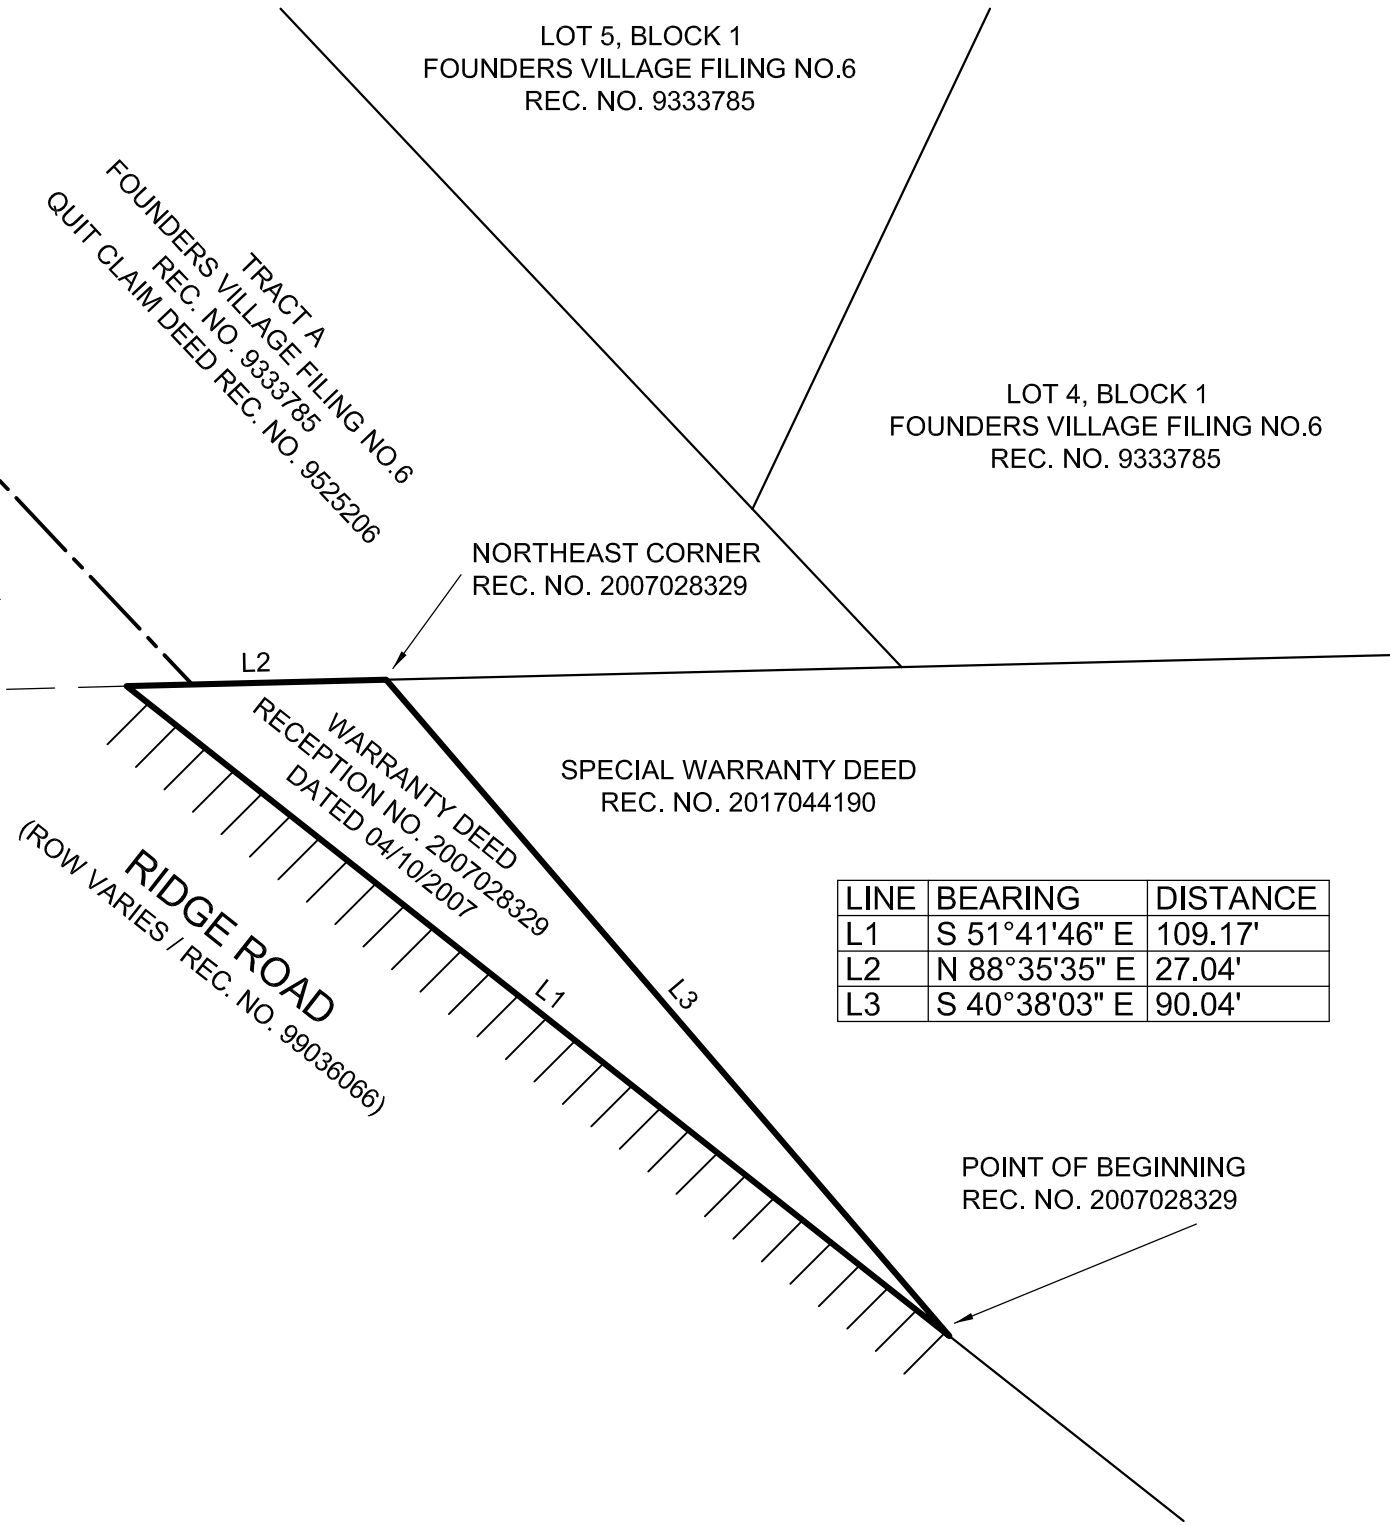 LOT 5, BLOCK 1
FOUNDERS VILLAGE FILING NO.6
REC. NO. 9333785
TRACT A
FOUNDERS VILLAGE FILING NO.6
REC. NO. 9333785
QUIT CLAIM DEED REC. NO. 9525206
LOT 4, BLOCK 1
FOUNDERS VILLAGE FILING NO.6
REC. NO. 9333785
NORTHEAST CORNER
REC. NO. 2007028329
L2
WARRANTY DEED
RECEPTION NO. 2007028329
DATED 04/10/2007
SPECIAL WARRANTY DEED
REC. NO. 2017044190
RIDGE ROAD
(ROW VARIES / REC. NO. 99036066)
L1
L3
LINE BEARING DISTANCE
L1 S 51°41'46" E 109.17'
L2 N 88°35'35" E 27.04'
L3 S 40°38'03" E 90.04'
POINT OF BEGINNING
REC. NO. 2007028329